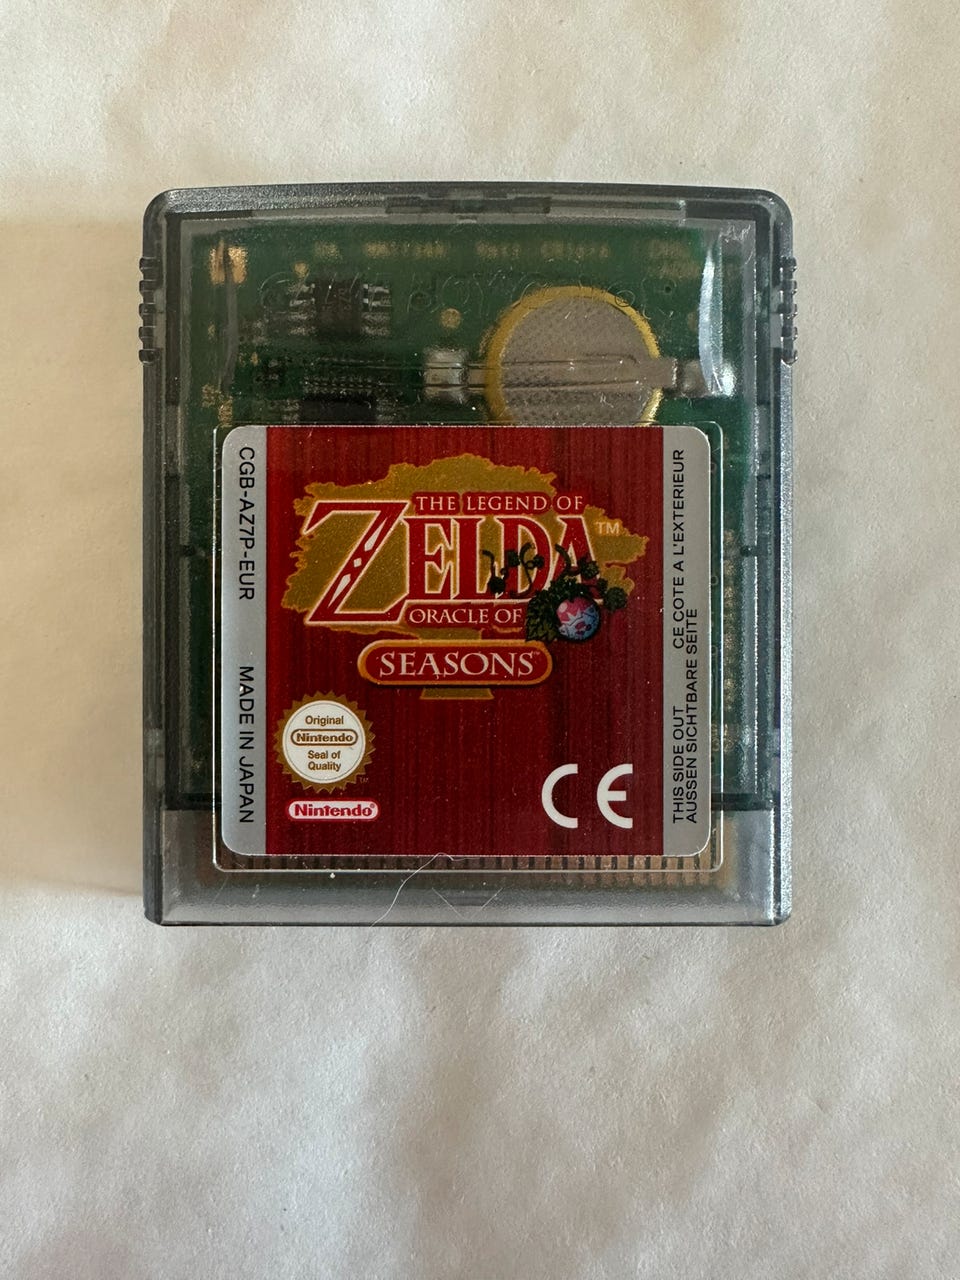 THE LEGEND OF
ZELDA™
ORACLE OF
SEASONS
CGB-AZ7P-EUR
MADE IN JAPAN
Original
Nintendo
Seal of
Quality
TM
Nintendo®
CE
THIS SIDE OUT CE COTE A L'EXTERIEUR
AUSSEN SICHTBARE SEITE